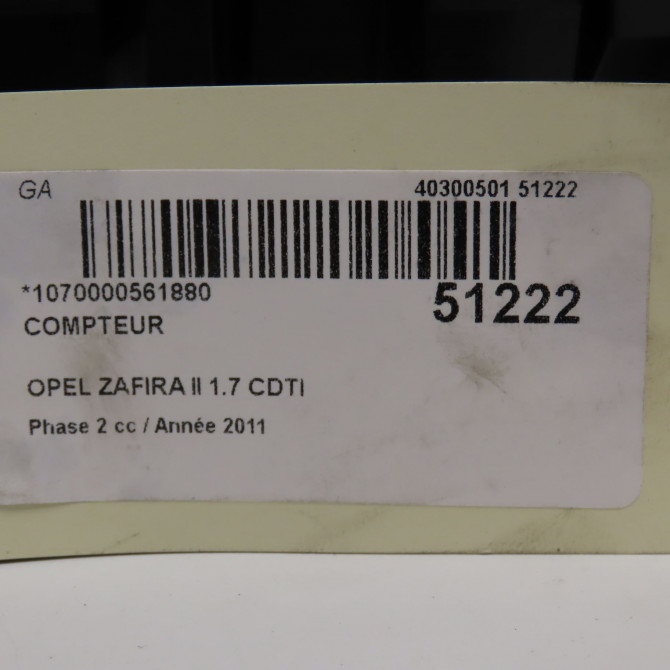 GA 40300501 51222
*1070000561880
51222
COMPTEUR
OPEL ZAFIRA II 1.7 CDTI
Phase 2 cc / Année 2011